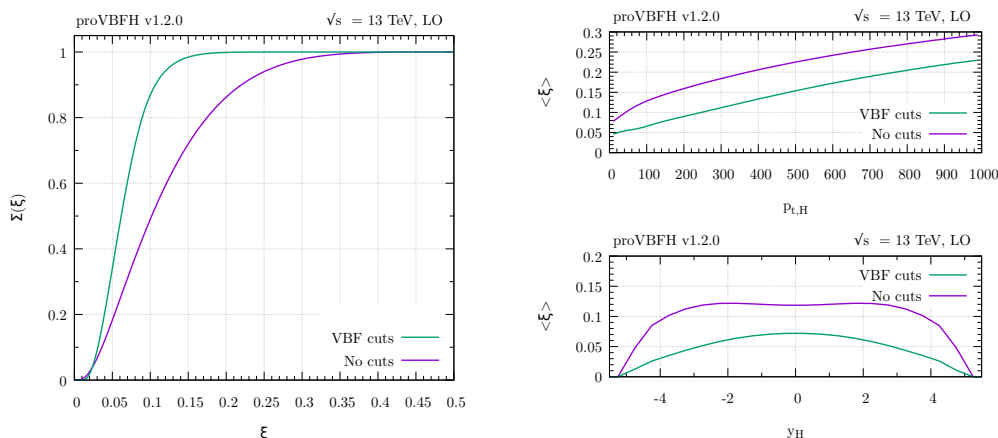 proVBFH v1.2.0
√s = 13 TeV, LO
Σ(ξ)
1
0.8
0.6
0.4
0.2
0
VBF cuts
No cuts
0 0.05 0.1 0.15 0.2 0.25 0.3 0.35 0.4 0.45 0.5
ξ
proVBFH v1.2.0
√s = 13 TeV, LO
<ξ>
0.3
0.25
0.2
0.15
0.1
0.05
0
VBF cuts
No cuts
0 100 200 300 400 500 600 700 800 900 1000
p_{t,H}
proVBFH v1.2.0
√s = 13 TeV, LO
<ξ>
0.2
0.15
0.1
0.05
0
VBF cuts
No cuts
-4 -2 0 2 4
y_H